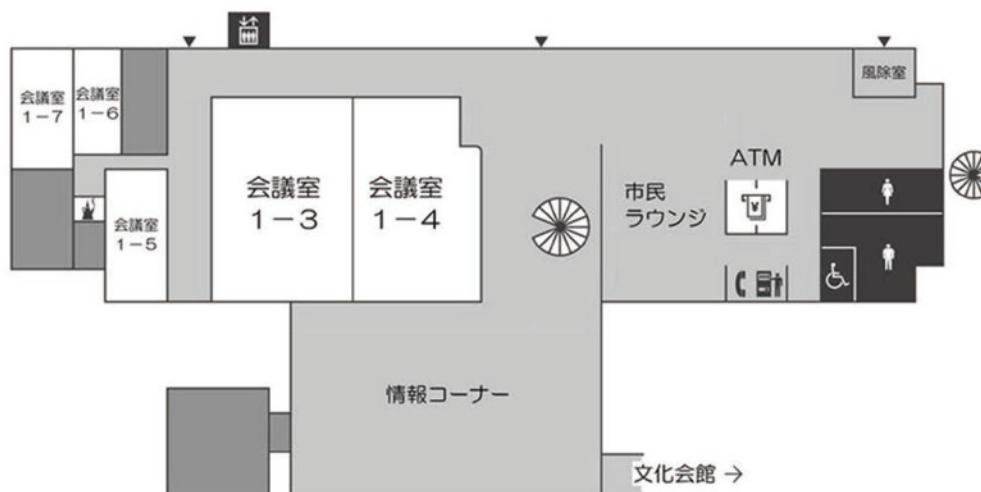 風除室
会議室
1－7
会議室
1－6
会議室
1－3
会議室
1－4
会議室
1－5
ATM
¥
市民
ラウンジ
情報コーナー
文化会館 →